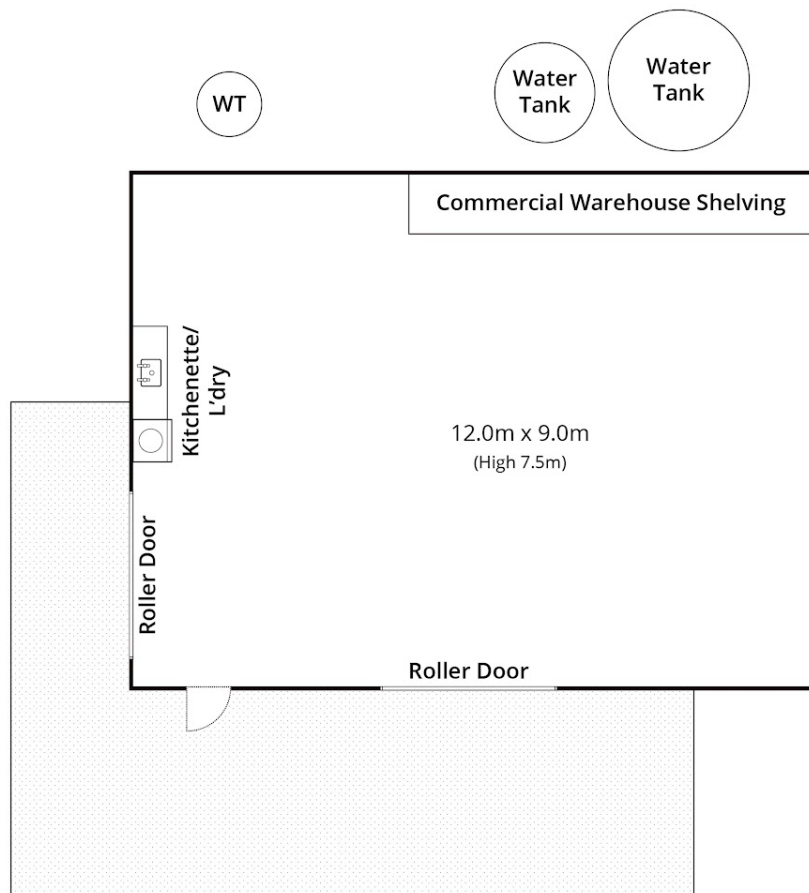 WT
Water
Tank
Water
Tank
Commercial Warehouse Shelving
Kitchenette/
L'dry
12.0m x 9.0m
(High 7.5m)
Roller Door
Roller Door